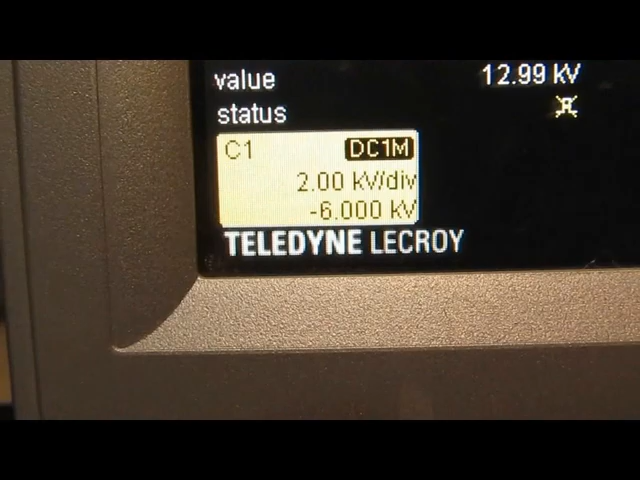 value 12.99 kV
status
C1 DC1M
2.00 kV/div
-6.000 kV
TELEDYNE LECROY